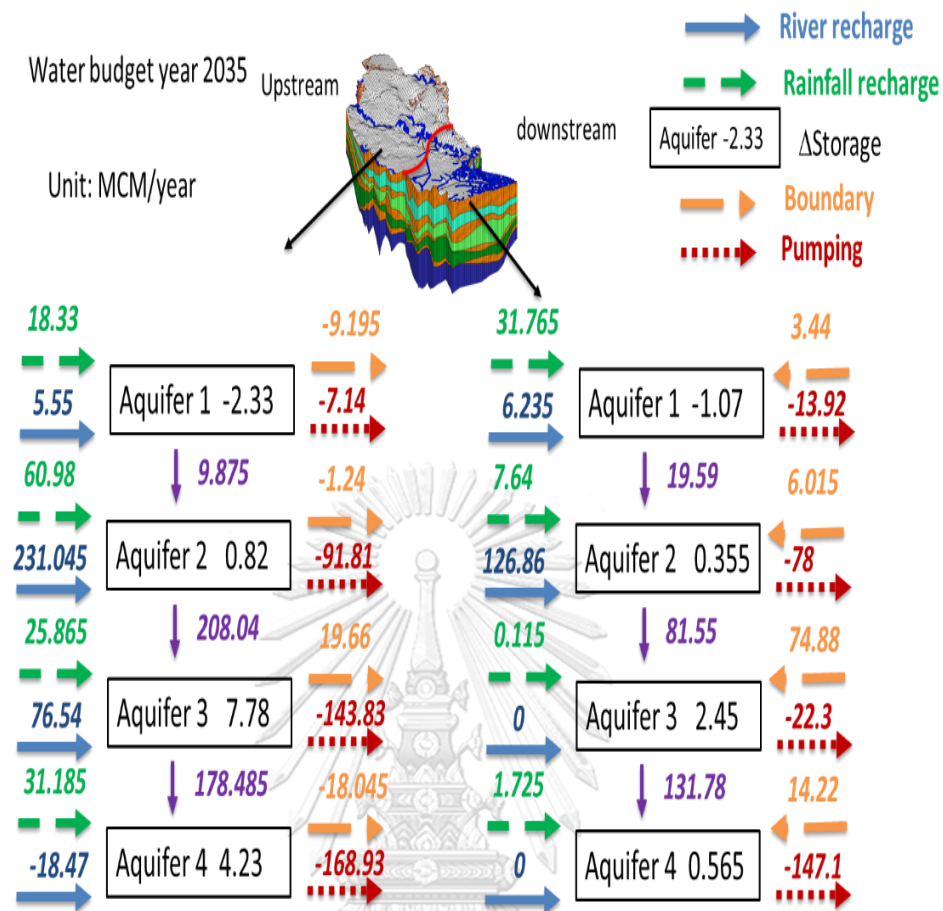 Water budget year 2035
Unit: MCM/year
Upstream
downstream
River recharge
Rainfall recharge
Aquifer -2.33
ΔStorage
Boundary
Pumping
18.33
-9.195
5.55
Aquifer 1 -2.33
-7.14
9.875
60.98
-1.24
231.045
Aquifer 2 0.82
-91.81
208.04
25.865
19.66
76.54
Aquifer 3 7.78
-143.83
178.485
31.185
-18.045
-18.47
Aquifer 4 4.23
-168.93
31.765
3.44
6.235
Aquifer 1 -1.07
-13.92
19.59
7.64
6.015
126.86
Aquifer 2 0.355
-78
81.55
0.115
74.88
0
Aquifer 3 2.45
-22.3
131.78
1.725
14.22
0
Aquifer 4 0.565
-147.1